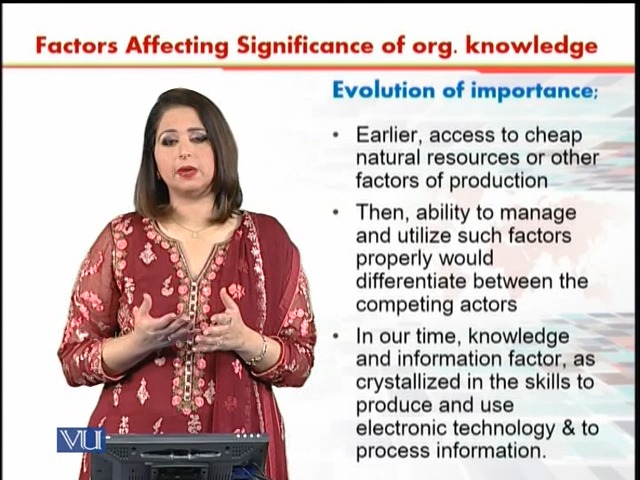 Factors Affecting Significance of org. knowledge
Evolution of importance;
• Earlier, access to cheap
natural resources or other
factors of production
• Then, ability to manage
and utilize such factors
properly would
differentiate between the
competing actors
• In our time, knowledge
and information factor, as
crystallized in the skills to
produce and use
electronic technology & to
process information.
VU